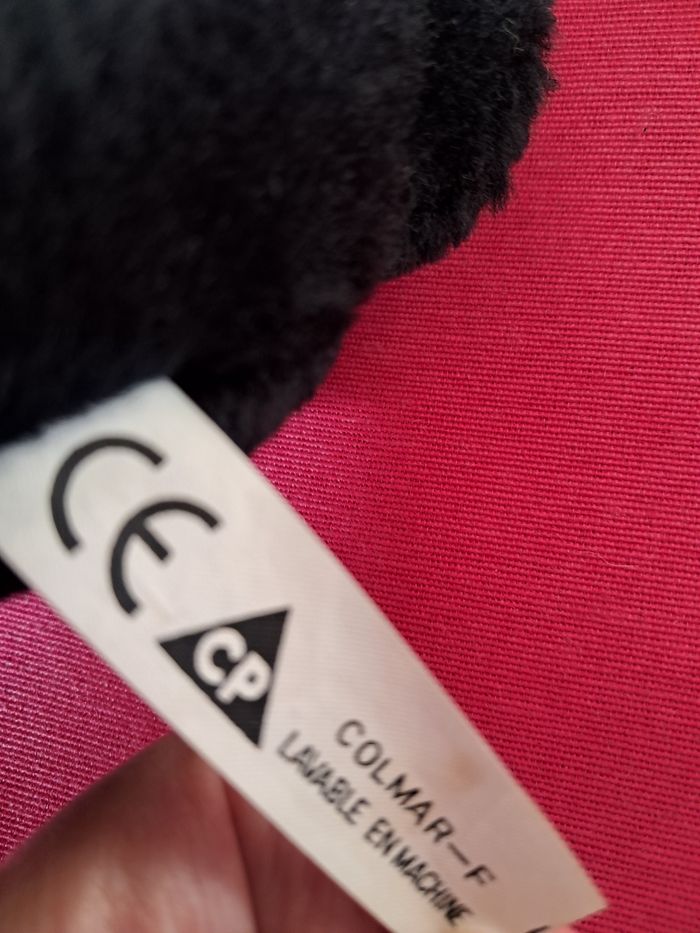 CE
CP
COLMAR-F
LAVABLE EN MACHINE